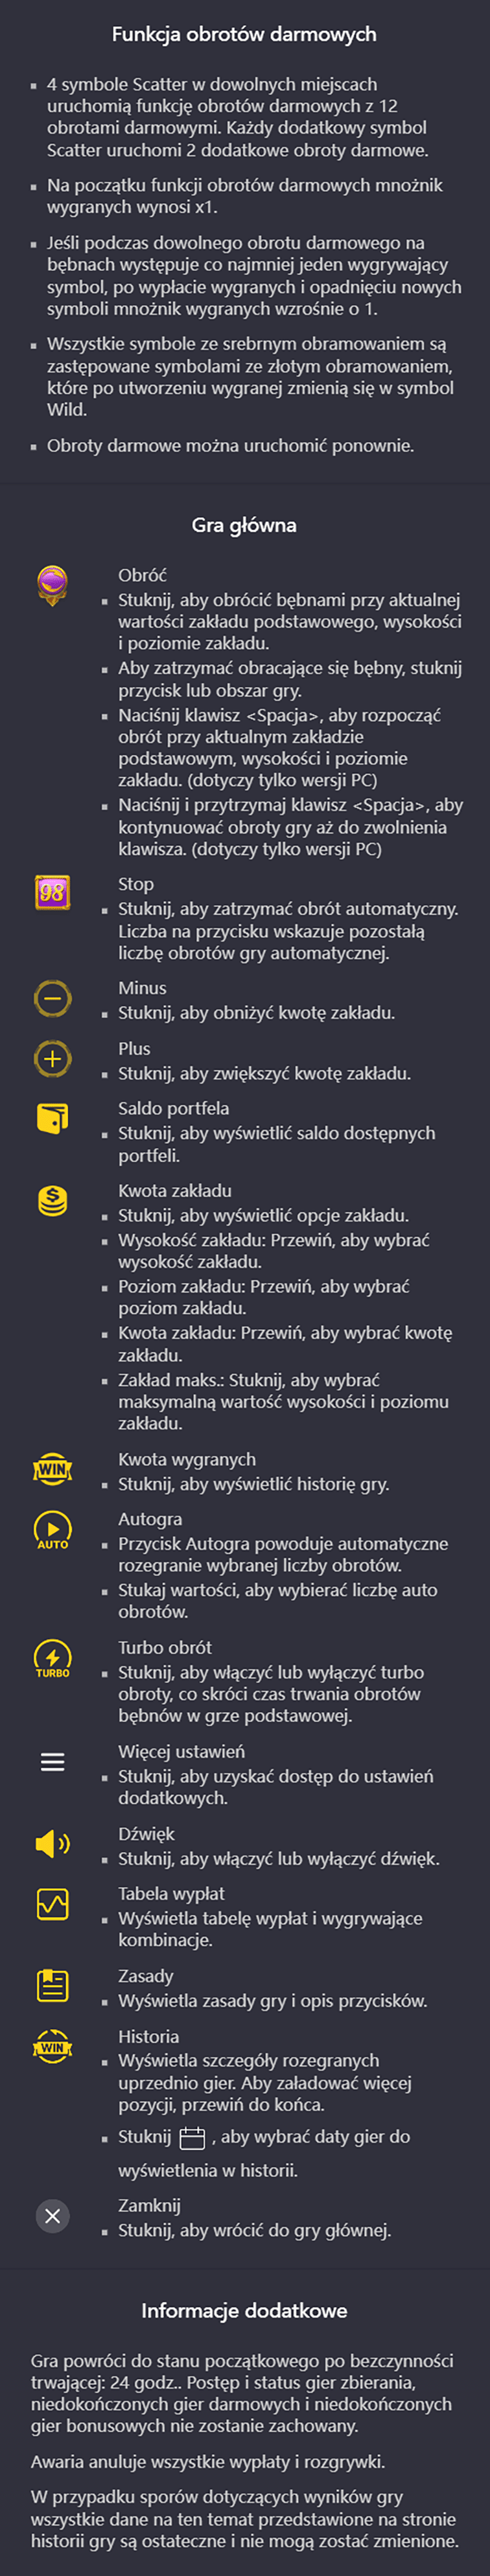 Funkcja obrotów darmowych
4 symbole Scatter w dowolnych miejscach
uruchomią funkcję obrotów darmowych z 12
obrotami darmowymi. Każdy dodatkowy symbol
Scatter uruchomi 2 dodatkowe obroty darmowe.
Na początku funkcji obrotów darmowych mnożnik
wygranych wynosi x1.
Jeśli podczas dowolnego obrotu darmowego na
bębnach występuje co najmniej jeden wygrywający
symbol, po wypłacie wygranych i opadnięciu nowych
symboli mnożnik wygranych wzrośnie o 1.
Wszystkie symbole ze srebrnym obramowaniem są
zastępowane symbolami ze złotym obramowaniem,
które po utworzeniu wygranej zmienią się w symbol
Wild.
Obroty darmowe można uruchomić ponownie.
Gra główna
Obróć
Stuknij, aby obrócić bębnami przy aktualnej
wartości zakładu podstawowego, wysokości
i poziomie zakładu.
Aby zatrzymać obracające się bębny, stuknij
przycisk lub obszar gry.
Naciśnij klawisz <Spacja>, aby rozpocząć
obrót przy aktualnym zakładzie
podstawowym, wysokości i poziomie
zakładu. (dotyczy tylko wersji PC)
Naciśnij i przytrzymaj klawisz <Spacja>, aby
kontynuować obroty gry aż do zwolnienia
klawisza. (dotyczy tylko wersji PC)
98
Stop
Stuknij, aby zatrzymać obrót automatyczny.
Liczba na przycisku wskazuje pozostałą
liczbę obrotów gry automatycznej.
Minus
Stuknij, aby obniżyć kwotę zakładu.
Plus
Stuknij, aby zwiększyć kwotę zakładu.
Saldo portfela
Stuknij, aby wyświetlić saldo dostępnych
portfeli.
Kwota zakładu
Stuknij, aby wyświetlić opcje zakładu.
Wysokość zakładu: Przewiń, aby wybrać
wysokość zakładu.
Poziom zakładu: Przewiń, aby wybrać
poziom zakładu.
Kwota zakładu: Przewiń, aby wybrać kwotę
zakładu.
Zakład maks.: Stuknij, aby wybrać
maksymalną wartość wysokości i poziomu
zakładu.
WIN
Kwota wygranych
Stuknij, aby wyświetlić historię gry.
AUTO
Autogra
Przycisk Autogra powoduje automatyczne
rozegranie wybranej liczby obrotów.
Stukaj wartości, aby wybierać liczbę auto
obrotów.
TURBO
Turbo obrót
Stuknij, aby włączyć lub wyłączyć turbo
obroty, co skróci czas trwania obrotów
bębnów w grze podstawowej.
Więcej ustawień
Stuknij, aby uzyskać dostęp do ustawień
dodatkowych.
Dźwięk
Stuknij, aby włączyć lub wyłączyć dźwięk.
Tabela wypłat
Wyświetla tabelę wypłat i wygrywające
kombinacje.
Zasady
Wyświetla zasady gry i opis przycisków.
WIN
Historia
Wyświetla szczegóły rozegranych
uprzednio gier. Aby załadować więcej
pozycji, przewiń do końca.
Stuknij , aby wybrać daty gier do
wyświetlenia w historii.
Zamknij
Stuknij, aby wrócić do gry głównej.
Informacje dodatkowe
Gra powróci do stanu początkowego po bezczynności
trwającej: 24 godz.. Postęp i status gier zbierania,
niedokończonych gier darmowych i niedokończonych
gier bonusowych nie zostanie zachowany.
Awaria anuluje wszystkie wypłaty i rozgrywki.
W przypadku sporów dotyczących wyników gry
wszystkie dane na ten temat przedstawione na stronie
historii gry są ostateczne i nie mogą zostać zmienione.